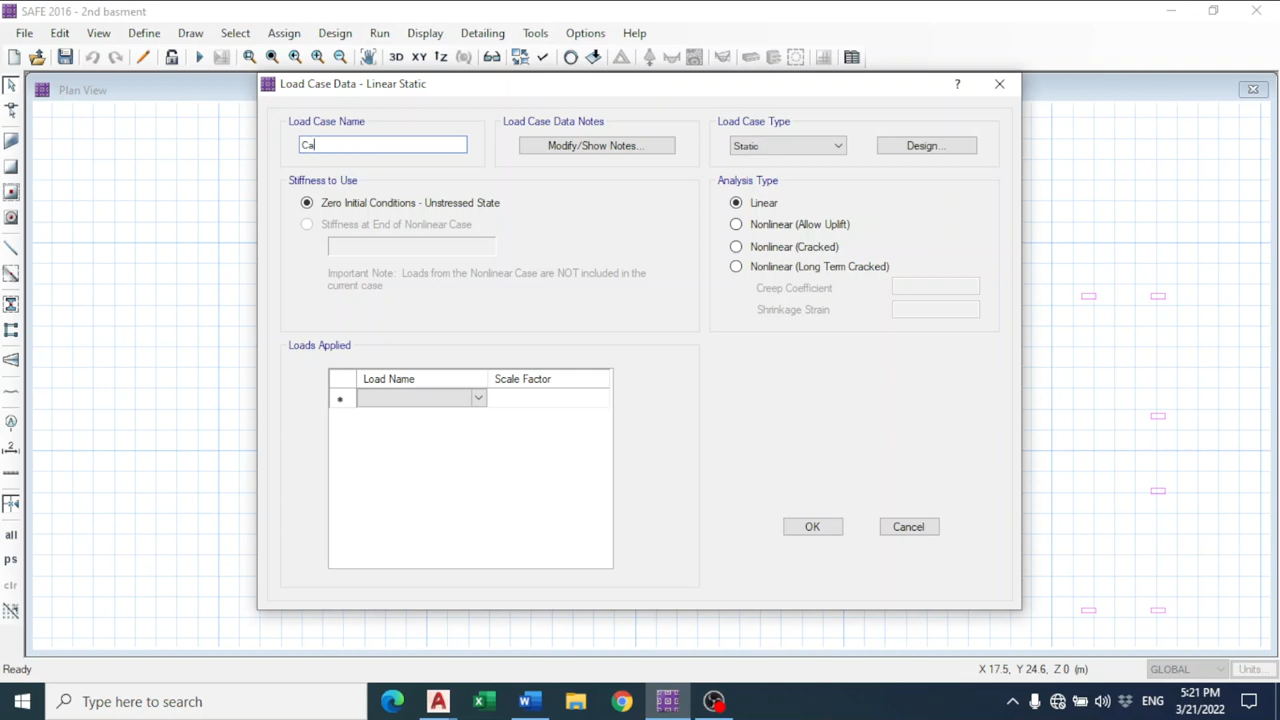 SAFE 2016 - 2nd basment
File Edit View Define Draw Select Assign Design Run Display Detailing Tools Options Help
3D XY
Plan View
Load Case Data - Linear Static
?
Load Case Name
Load Case Data Notes
Load Case Type
Ca
Modify/Show Notes...
Static
Design...
Stiffness to Use
Analysis Type
Zero Initial Conditions - Unstressed State
Linear
Stiffness at End of Nonlinear Case
Nonlinear (Allow Uplift)
Nonlinear (Cracked)
Nonlinear (Long Term Cracked)
Important Note: Loads from the Nonlinear Case are NOT included in the
current case
Creep Coefficient
Shrinkage Strain
Loads Applied
Load Name Scale Factor
OK
Cancel
2
all
ps
clr
Ready
X 17.5, Y 24.6, Z 0 (m)
GLOBAL
Units...
Type here to search
ENG
5:21 PM
3/21/2022